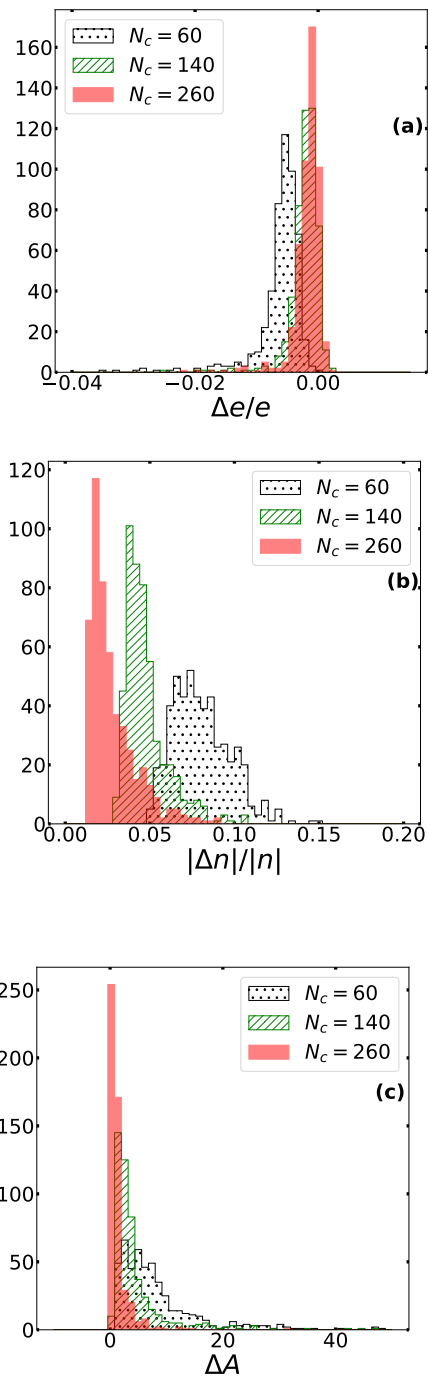 160
140
120
100
80
60
40
20
0
N_c = 60
N_c = 140
N_c = 260
(a)
−0.04
−0.02
0.00
Δe/e
120
100
80
60
40
20
0
N_c = 60
N_c = 140
N_c = 260
(b)
0.00
0.05
0.10
0.15
0.20
|Δn|/|n|
250
200
150
100
50
0
N_c = 60
N_c = 140
N_c = 260
(c)
0
20
40
ΔA